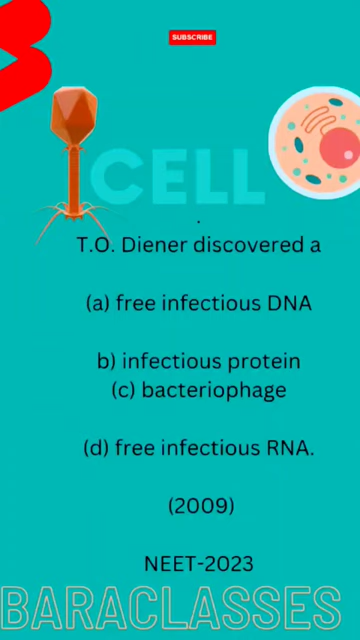 SUBSCRIBE
CELL
.
T.O. Diener discovered a
(a) free infectious DNA
b) infectious protein
(c) bacteriophage
(d) free infectious RNA.
(2009)
NEET-2023
BARACLASSES